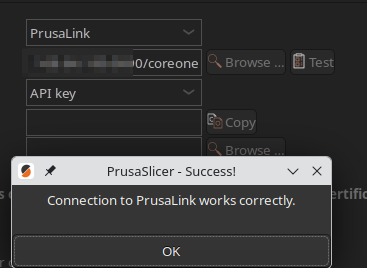 PrusaLink
0/coreone
Browse ...
Test
API key
Copy
Browse ...
PrusaSlicer - Success!
Connection to PrusaLink works correctly.
OK